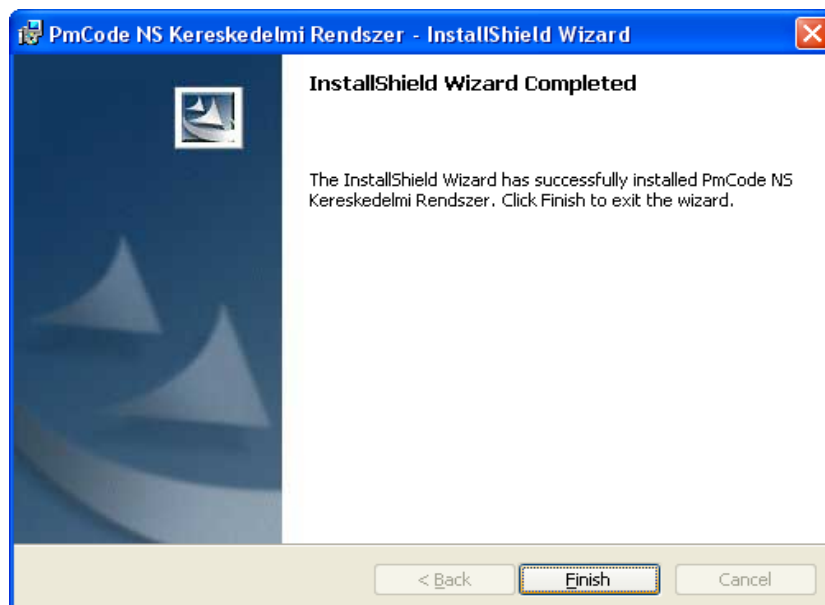 PmCode NS Kereskedelmi Rendszer - InstallShield Wizard
InstallShield Wizard Completed
The InstallShield Wizard has successfully installed PmCode NS
Kereskedelmi Rendszer. Click Finish to exit the wizard.
< Back Finish Cancel